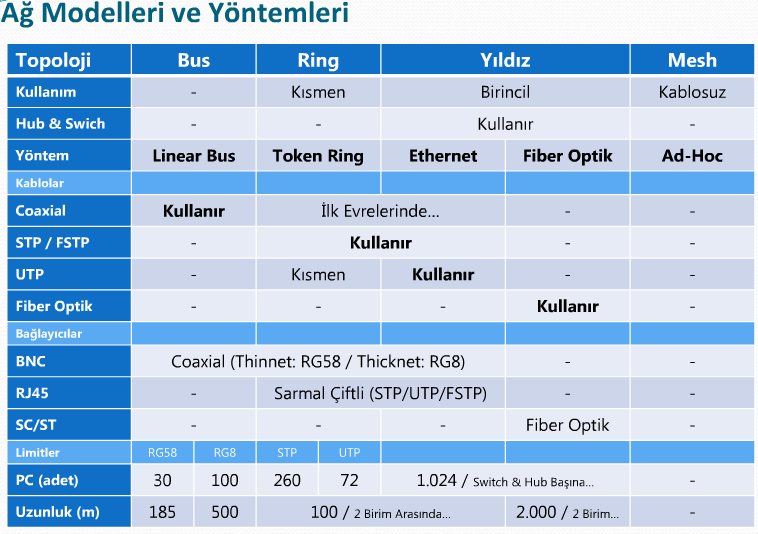 Ağ Modelleri ve Yöntemleri
Topoloji Bus Ring Yıldız Mesh
Kullanım - Kısmen Birincil Kablosuz
Hub & Swich - - Kullanır -
Yöntem Linear Bus Token Ring Ethernet Fiber Optik Ad-Hoc
Kablolar
Coaxial Kullanır İlk Evrelerinde... - -
STP / FSTP - Kullanır - -
UTP - Kısmen Kullanır - -
Fiber Optik - - - Kullanır -
Bağlayıcılar
BNC Coaxial (Thinnet: RG58 / Thicknet: RG8) - -
RJ45 - Sarmal Çiftli (STP/UTP/FSTP) - -
SC/ST - - - Fiber Optik -
Limitler RG58 RG8 STP UTP
PC (adet) 30 100 260 72 1.024 / Switch & Hub Başına... -
Uzunluk (m) 185 500 100 / 2 Birim Arasında... 2.000 / 2 Birim... -